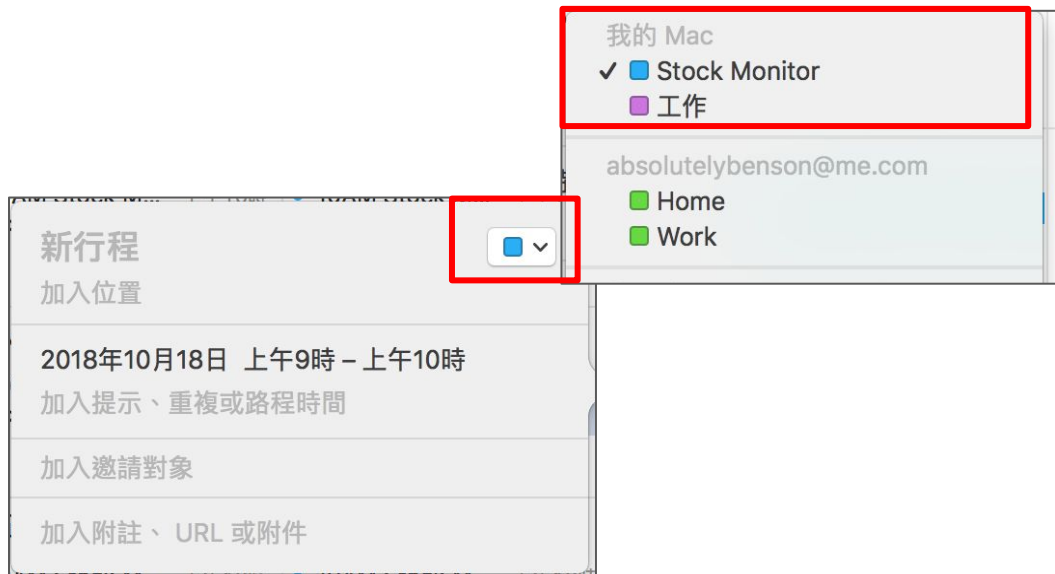 我的 Mac
✓ Stock Monitor
工作
absolutelybenson@me.com
Home
Work
新行程
加入位置
2018年10月18日 上午9時 – 上午10時
加入提示、重複或路程時間
加入邀請對象
加入附註、 URL 或附件